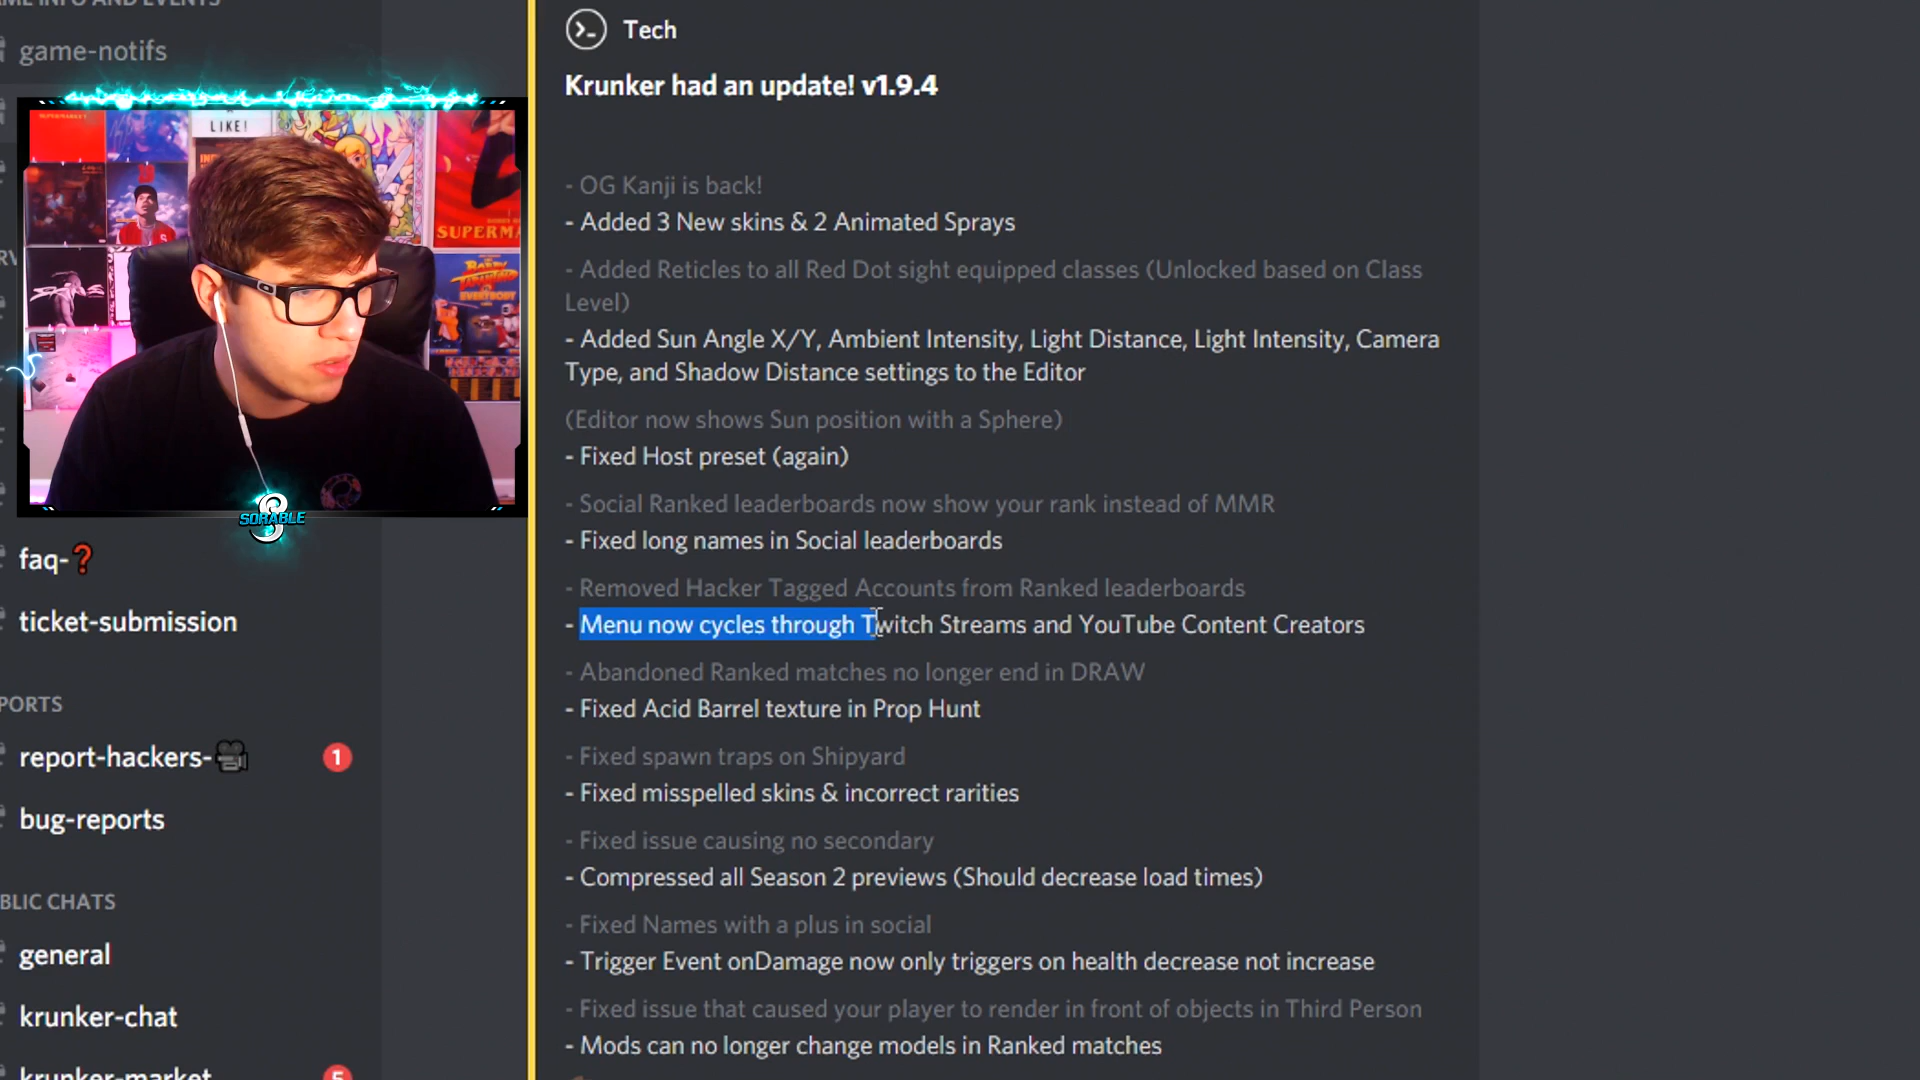 game-notifs
LIKE!
SUPERMA
SORABLE
faq-❓
ticket-submission
PORTS
report-hackers-🎥
1
bug-reports
BLIC CHATS
general
krunker-chat
krunker-market
5
Tech
Krunker had an update! v1.9.4
- OG Kanji is back!
- Added 3 New skins & 2 Animated Sprays
- Added Reticles to all Red Dot sight equipped classes (Unlocked based on Class
Level)
- Added Sun Angle X/Y, Ambient Intensity, Light Distance, Light Intensity, Camera
Type, and Shadow Distance settings to the Editor
(Editor now shows Sun position with a Sphere)
- Fixed Host preset (again)
- Social Ranked leaderboards now show your rank instead of MMR
- Fixed long names in Social leaderboards
- Removed Hacker Tagged Accounts from Ranked leaderboards
- Menu now cycles through Twitch Streams and YouTube Content Creators
- Abandoned Ranked matches no longer end in DRAW
- Fixed Acid Barrel texture in Prop Hunt
- Fixed spawn traps on Shipyard
- Fixed misspelled skins & incorrect rarities
- Fixed issue causing no secondary
- Compressed all Season 2 previews (Should decrease load times)
- Fixed Names with a plus in social
- Trigger Event onDamage now only triggers on health decrease not increase
- Fixed issue that caused your player to render in front of objects in Third Person
- Mods can no longer change models in Ranked matches